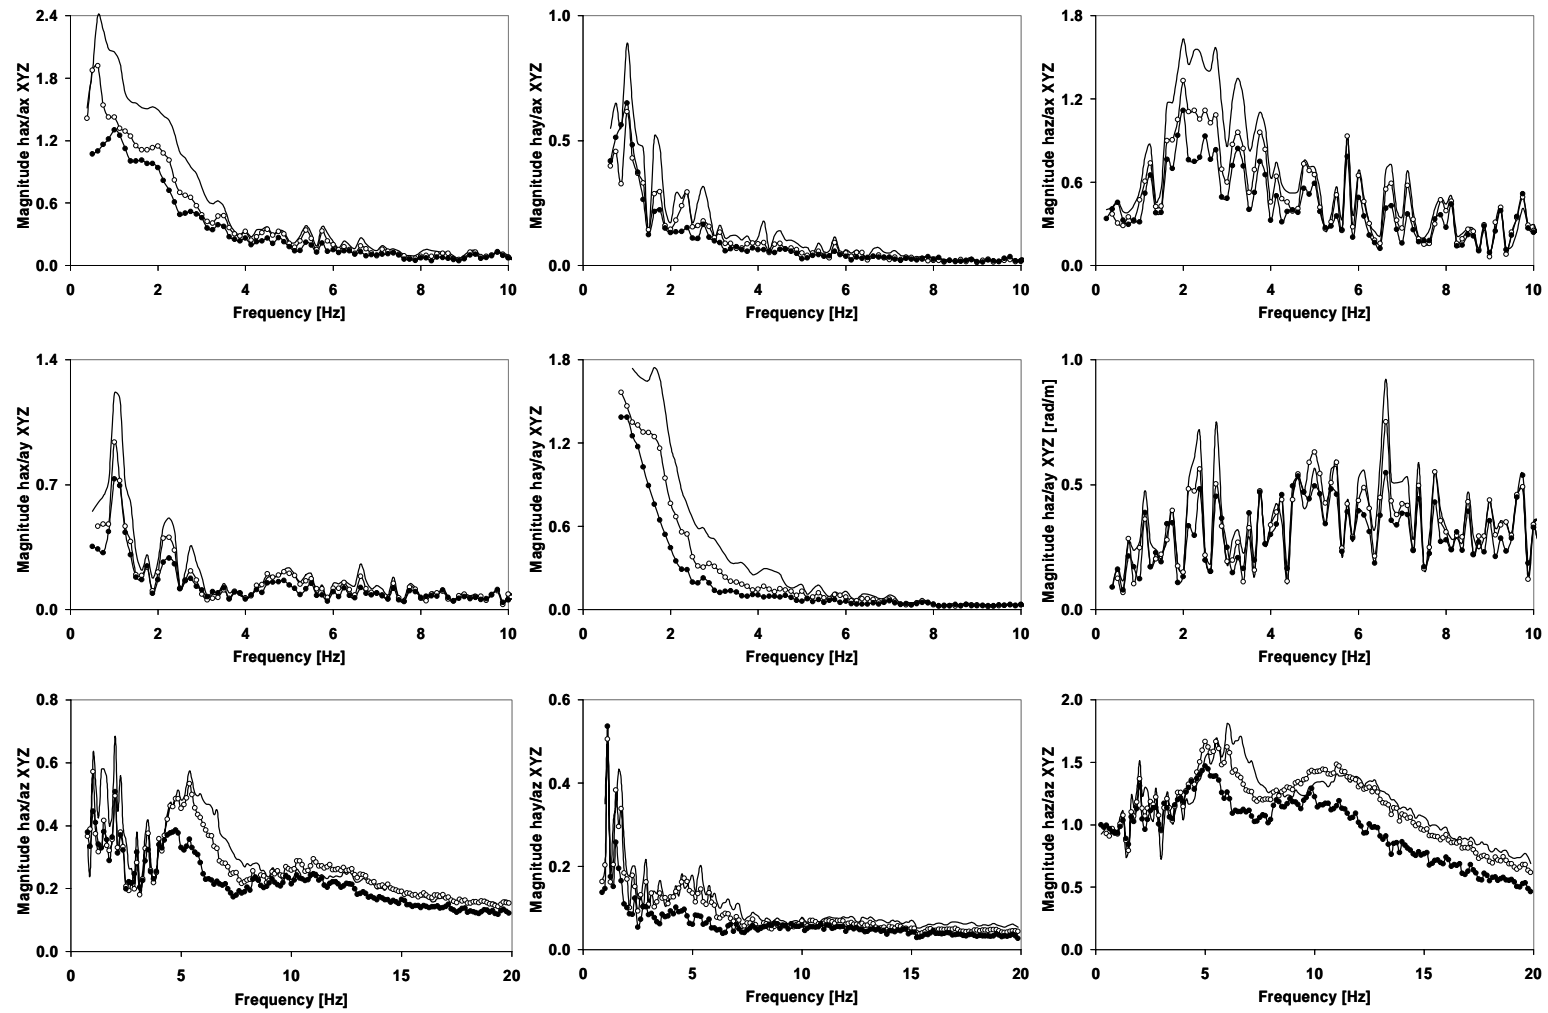 Magnitude hax/ax XYZ
2.4
1.8
1.2
0.6
0.0
0 2 4 6 8 10
Frequency [Hz]
Magnitude hay/ax XYZ
1.0
0.5
0.0
0 2 4 6 8 10
Frequency [Hz]
Magnitude haz/ax XYZ
1.8
1.2
0.6
0.0
0 2 4 6 8 10
Frequency [Hz]
Magnitude hax/ay XYZ
1.4
0.7
0.0
0 2 4 6 8 10
Frequency [Hz]
Magnitude hay/ay XYZ
1.8
1.2
0.6
0.0
0 2 4 6 8 10
Frequency [Hz]
Magnitude haz/ay XYZ [rad/m]
1.0
0.5
0.0
0 2 4 6 8 10
Frequency [Hz]
Magnitude hax/az XYZ
0.8
0.6
0.4
0.2
0.0
0 5 10 15 20
Frequency [Hz]
Magnitude hay/az XYZ
0.6
0.4
0.2
0.0
0 5 10 15 20
Frequency [Hz]
Magnitude haz/az XYZ
2.0
1.5
1.0
0.5
0.0
0 5 10 15 20
Frequency [Hz]